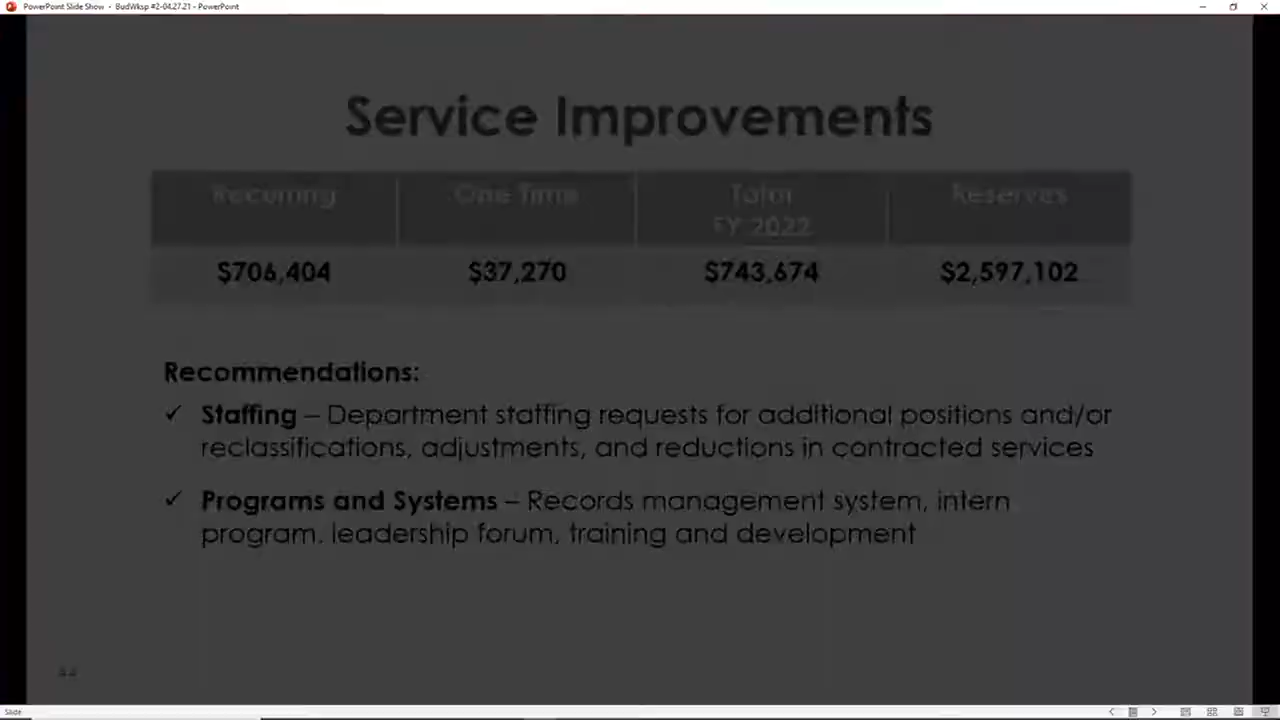 PowerPoint Slide Show - BudWksp #2-04.27.21 - PowerPoint
Service Improvements
Recurring One Time Total Reserves
FY 2022
$706,404 $37,270 $743,674 $2,597,102
Recommendations:
✓ Staffing – Department staffing requests for additional positions and/or
reclassifications, adjustments, and reductions in contracted services
✓ Programs and Systems – Records management system, intern
program, leadership forum, training and development
Slide